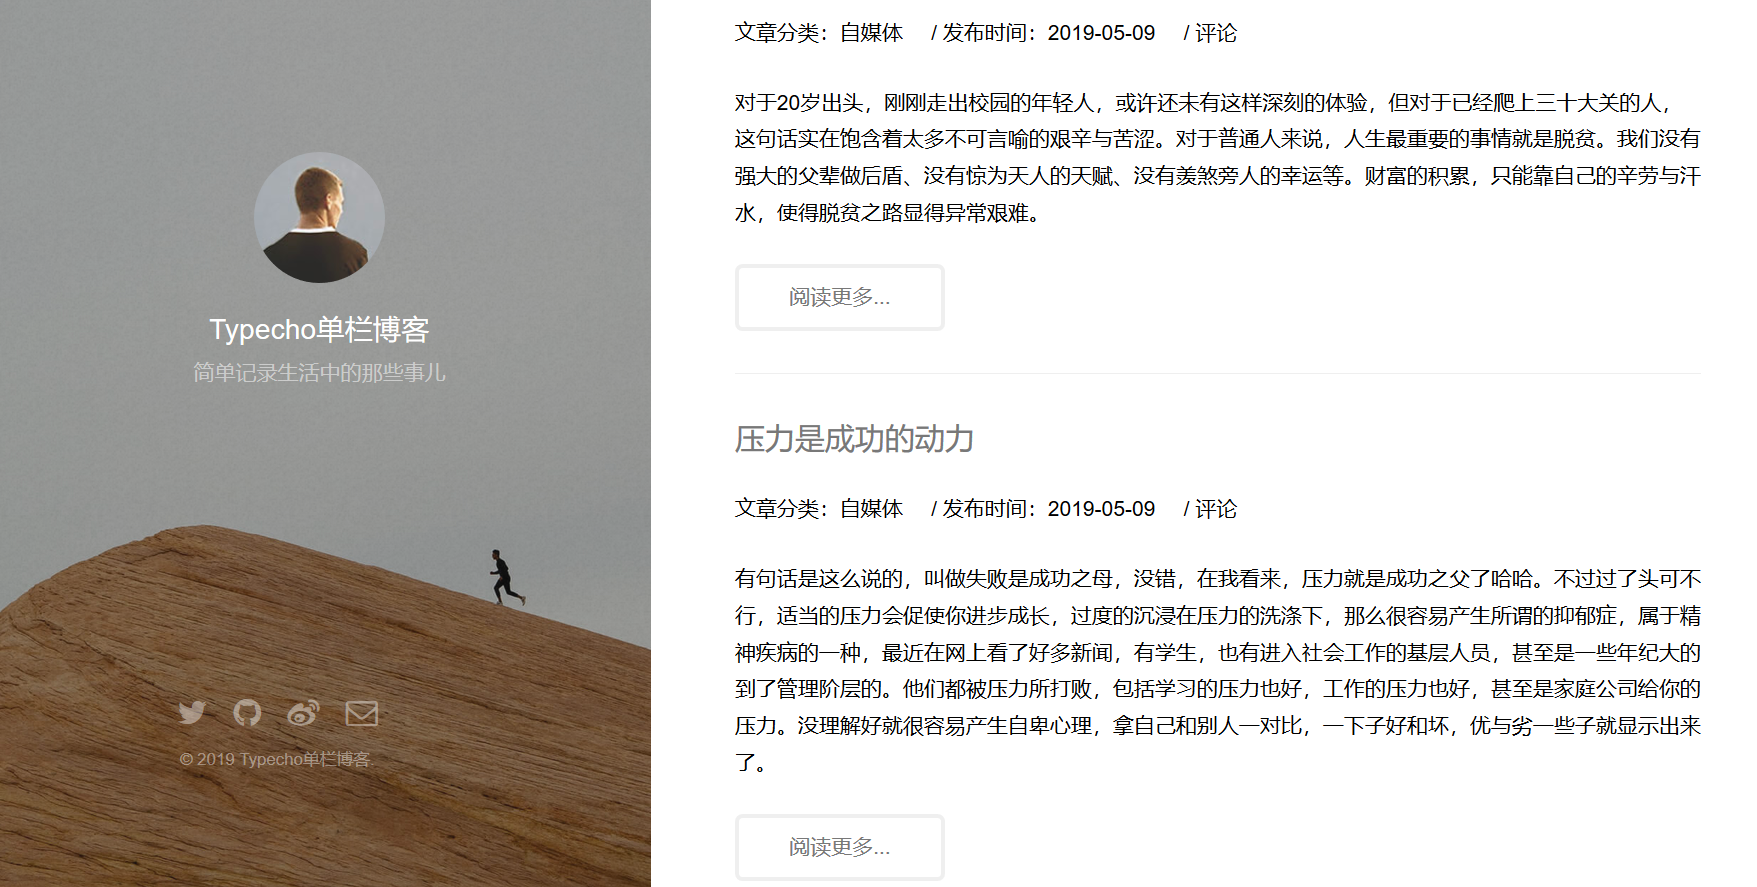 Typecho单栏博客
简单记录生活中的那些事儿
© 2019 Typecho单栏博客.
文章分类：自媒体 / 发布时间：2019-05-09 / 评论
对于20岁出头，刚刚走出校园的年轻人，或许还未有这样深刻的体验，但对于已经爬上三十大关的人，
这句话实在饱含着太多不可言喻的艰辛与苦涩。对于普通人来说，人生最重要的事情就是脱贫。我们没有
强大的父辈做后盾、没有惊为天人的天赋、没有羡煞旁人的幸运等。财富的积累，只能靠自己的辛劳与汗
水，使得脱贫之路显得异常艰难。
阅读更多...
压力是成功的动力
文章分类：自媒体 / 发布时间：2019-05-09 / 评论
有句话是这么说的，叫做失败是成功之母，没错，在我看来，压力就是成功之父了哈哈。不过过了头可不
行，适当的压力会促使你进步成长，过度的沉浸在压力的洗涤下，那么很容易产生所谓的抑郁症，属于精
神疾病的一种，最近在网上看了好多新闻，有学生，也有进入社会工作的基层人员，甚至是一些年纪大的
到了管理阶层的。他们都被压力所打败，包括学习的压力也好，工作的压力也好，甚至是家庭公司给你的
压力。没理解好就很容易产生自卑心理，拿自己和别人一对比，一下子好和坏，优与劣一些子就显示出来
了。
阅读更多...